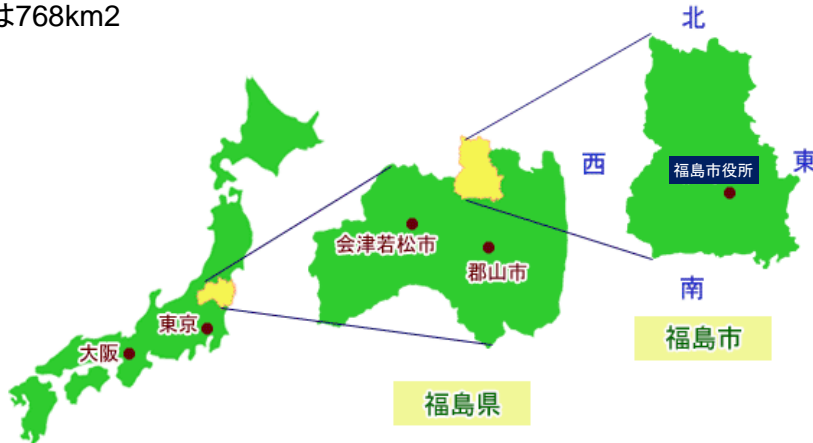 は768km2
北
西
東
福島市役所
会津若松市
郡山市
南
東京
大阪
福島市
福島県